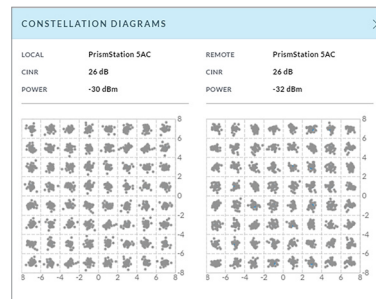 CONSTELLATION DIAGRAMS
LOCAL PrismStation 5AC REMOTE PrismStation 5AC
CINR 26 dB CINR 26 dB
POWER -30 dBm POWER -32 dBm
8 8
6 6
4 4
2 2
0 0
-2 -2
-4 -4
-6 -6
-8 -8
8 -6 -4 -2 0 2 4 6 8 8 -6 -4 -2 0 2 4 6 8